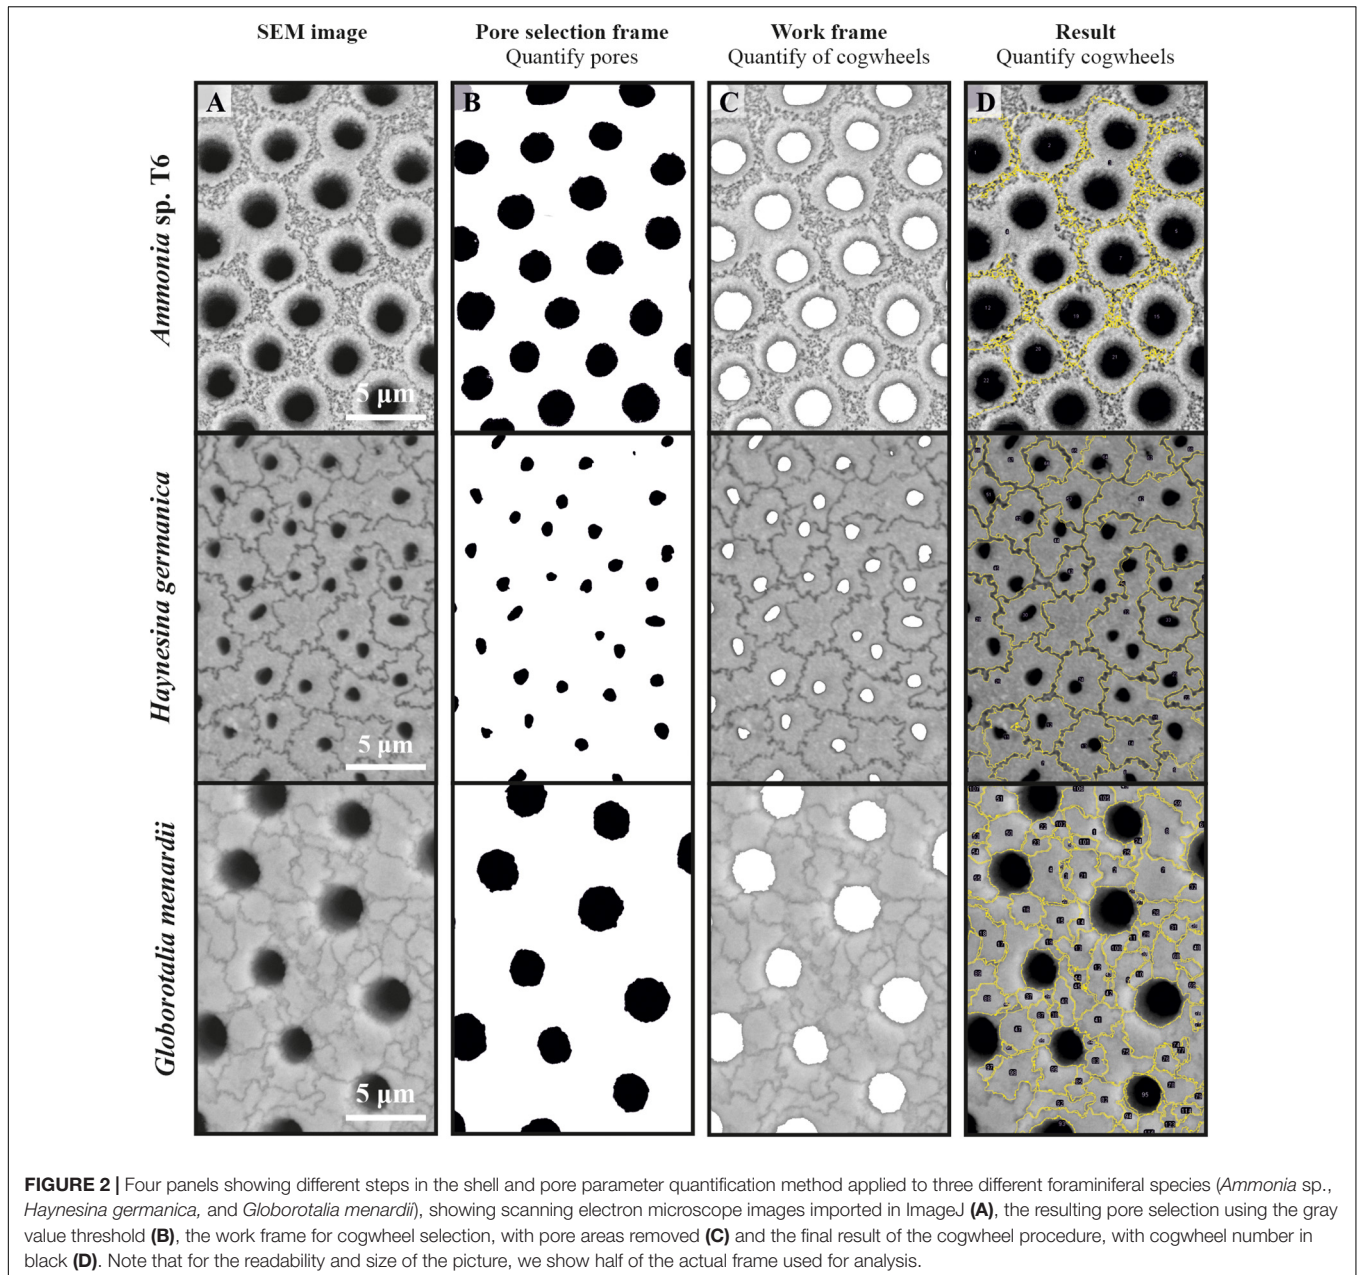 SEM image
Pore selection frame
Quantify pores
Work frame
Quantify of cogwheels
Result
Quantify cogwheels
A
B
C
D
Ammonia sp. T6
5 µm
Haynesina germanica
5 µm
Globorotalia menardii
5 µm
95
FIGURE 2 | Four panels showing different steps in the shell and pore parameter quantification method applied to three different foraminiferal species (Ammonia sp.,
Haynesina germanica, and Globorotalia menardii), showing scanning electron microscope images imported in ImageJ (A), the resulting pore selection using the gray
value threshold (B), the work frame for cogwheel selection, with pore areas removed (C) and the final result of the cogwheel procedure, with cogwheel number in
black (D). Note that for the readability and size of the picture, we show half of the actual frame used for analysis.